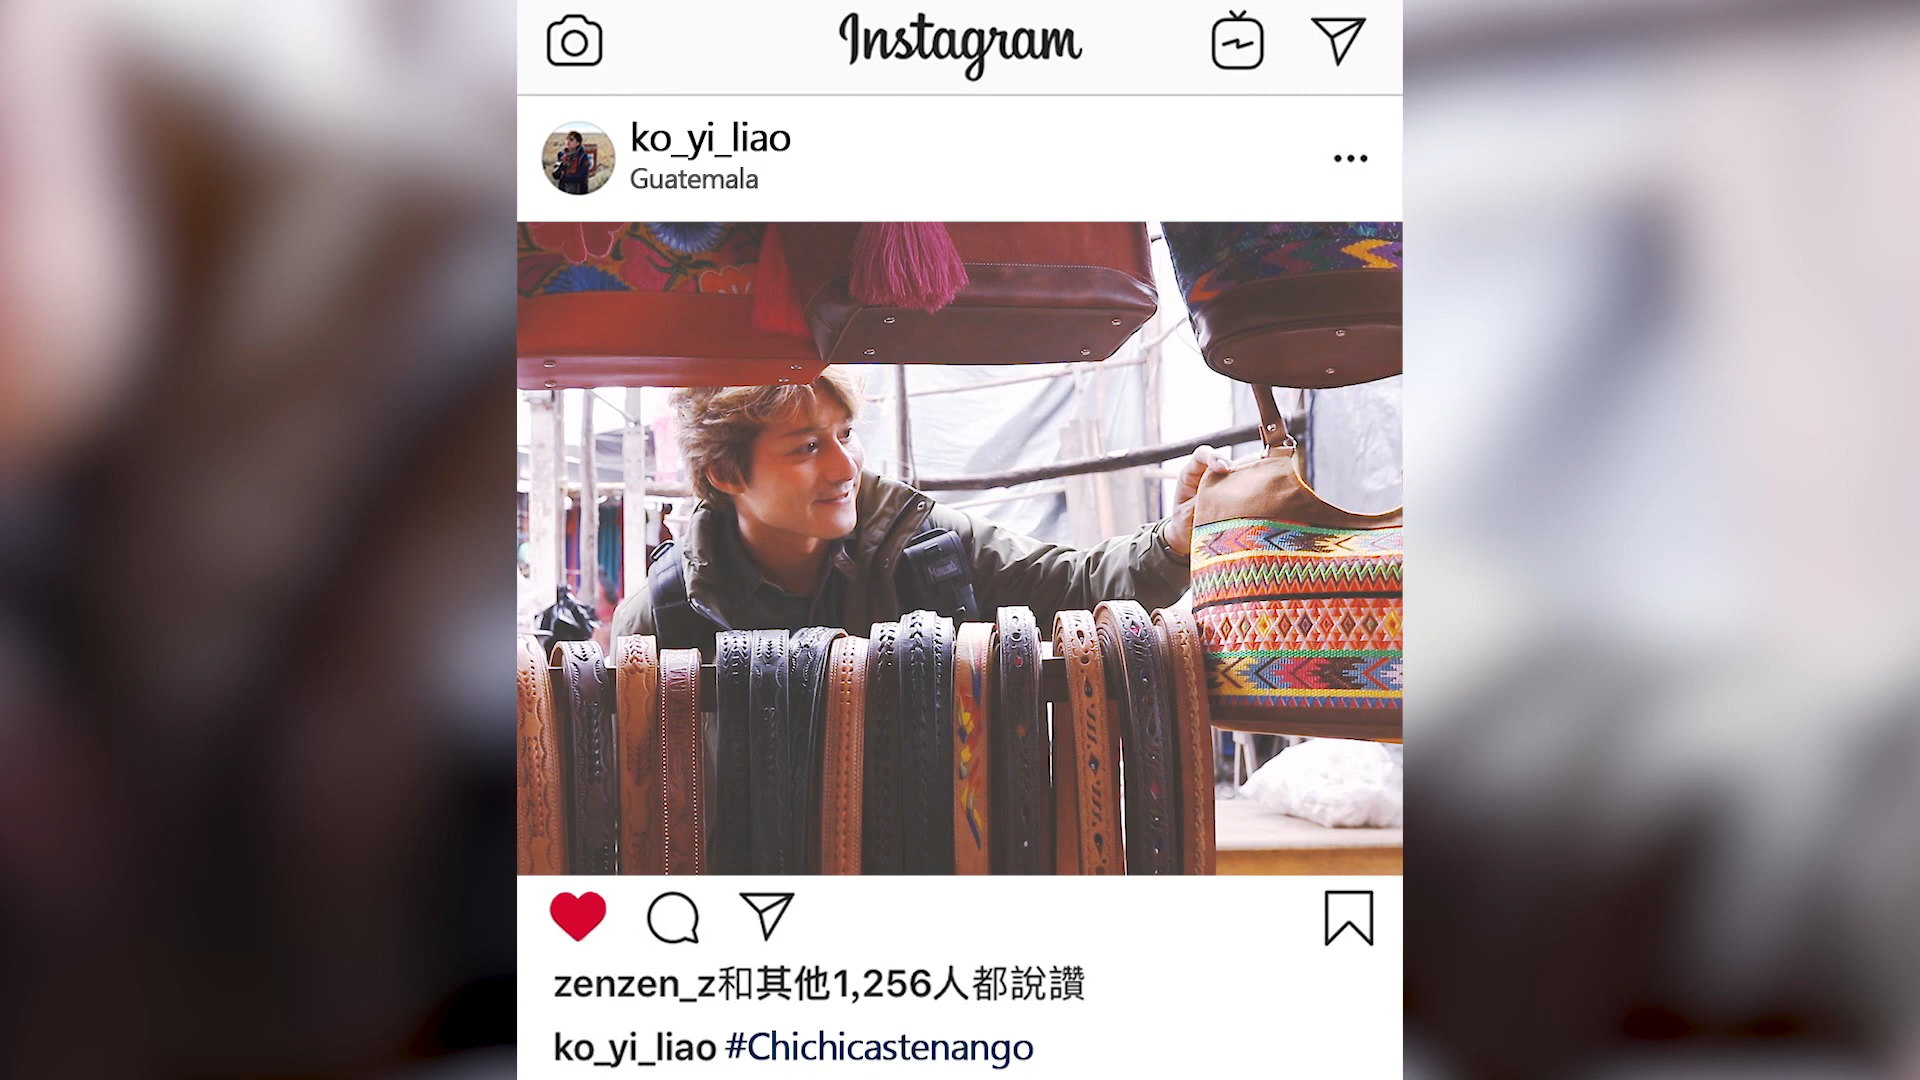 Instagram
ko_yi_liao
Guatemala
zenzen_z和其他1,256人都說讚
ko_yi_liao #Chichicastenango